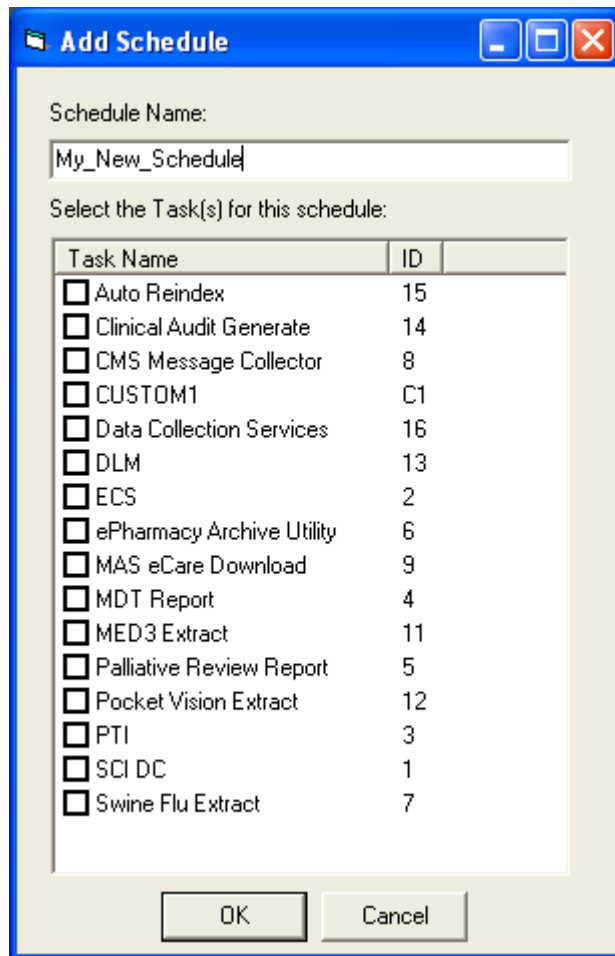 Add Schedule
Schedule Name:
My_New_Schedule
Select the Task(s) for this schedule:
Task Name ID
Auto Reindex 15
Clinical Audit Generate 14
CMS Message Collector 8
CUSTOM1 C1
Data Collection Services 16
DLM 13
ECS 2
ePharmacy Archive Utility 6
MAS eCare Download 9
MDT Report 4
MED3 Extract 11
Palliative Review Report 5
Pocket Vision Extract 12
PTI 3
SCI DC 1
Swine Flu Extract 7
OK Cancel